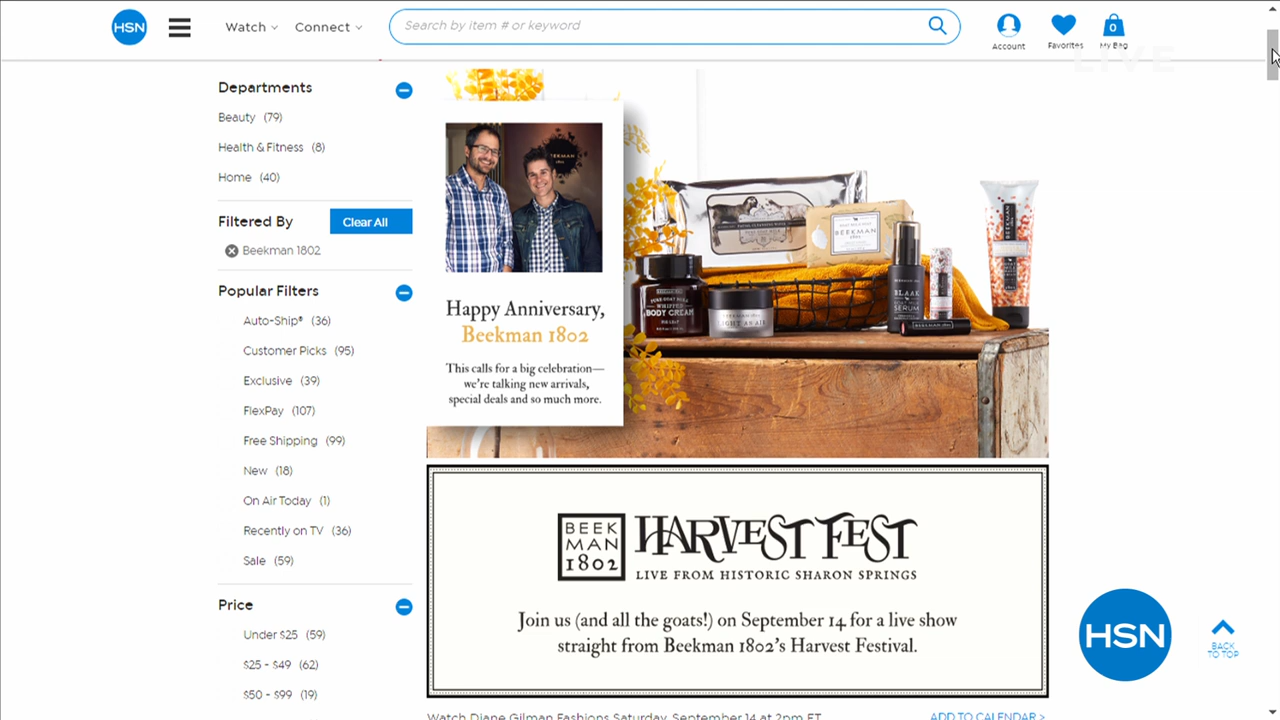 HSN
Watch
Connect
Search by item # or keyword
Account
Favorites
0
My Bag
LIVE
Departments
Beauty (79)
Health & Fitness (8)
Home (40)
Filtered By
Clear All
Beekman 1802
Popular Filters
Auto-Ship® (36)
Customer Picks (95)
Exclusive (39)
FlexPay (107)
Free Shipping (99)
New (18)
On Air Today (1)
Recently on TV (36)
Sale (59)
Price
Under $25 (59)
$25 - $49 (62)
$50 - $99 (19)
Happy Anniversary,
Beekman 1802
This calls for a big celebration—
we're talking new arrivals,
special deals and so much more.
BEEKMAN
BODY CREAM
BEEKMAN
BLAAK
SERUM
BEEK
MAN
1802
HARVEST FEST
LIVE FROM HISTORIC SHARON SPRINGS
Join us (and all the goats!) on September 14 for a live show
straight from Beekman 1802's Harvest Festival.
Watch Diane Gilman Fashions Saturday, September 14 at 2pm ET
ADD TO CALENDAR >
HSN
BACK
TO TOP